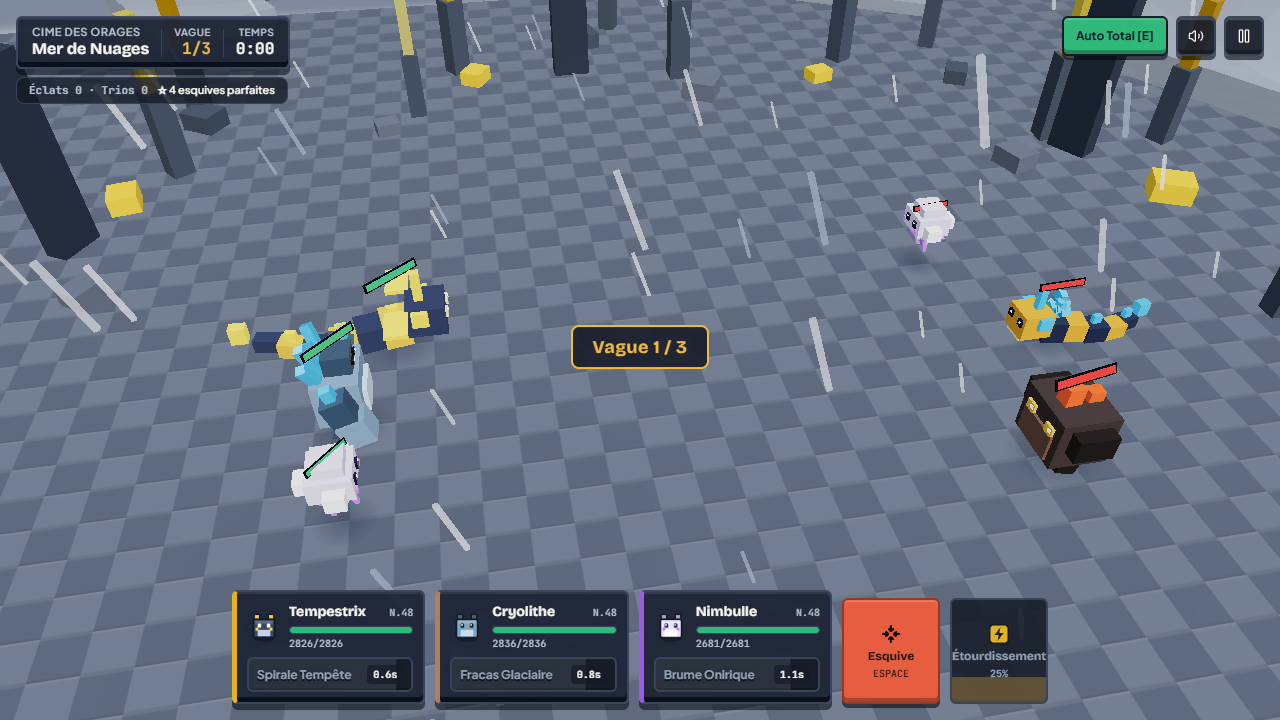 CIME DES ORAGES
Mer de Nuages
VAGUE
1/3
TEMPS
0:00
Éclats 0 · Trios 0 ★ 4 esquives parfaites
Auto Total [E]
Vague 1 / 3
Tempestrix N.48
2826/2826
Spirale Tempête 0.6s
Cryolithe N.48
2836/2836
Fracas Glaciaire 0.8s
Nimbulle N.48
2681/2681
Brume Onirique 1.1s
Esquive
ESPACE
Étourdissement
25%